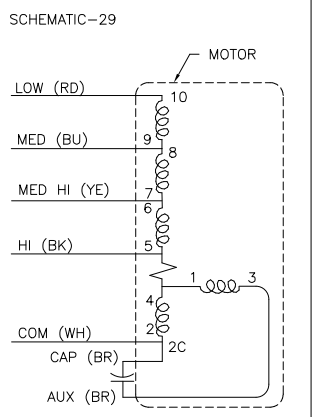 SCHEMATIC-29
MOTOR
LOW (RD)
10
MED (BU)
9
8
MED HI (YE)
7
6
HI (BK)
5
1
3
4
COM (WH)
2
2C
CAP (BR)
AUX (BR)